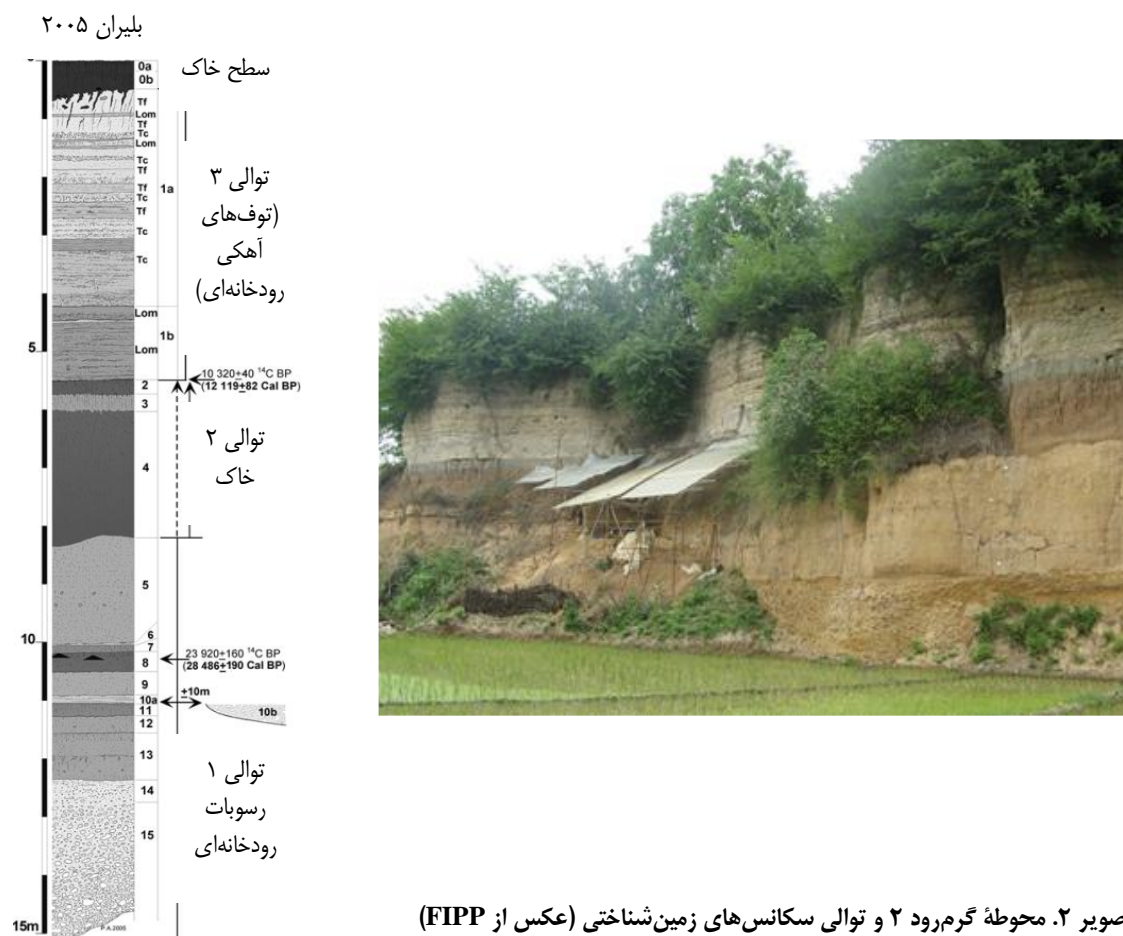 بلیران ۲۰۰۵
سطح خاک
0a
0b
Tf
Lom
Tf
Tc
Lom
Tc
Tf
Tf
Tc
Tf
Tc
Tc
1a
توالی ۳
(توف‌های
آهکی
رودخانه‌ای)
Lom
Lom
1b
5
10 320±40 ¹⁴C BP
(12 119±82 Cal BP)
2
3
4
توالی ۲
خاک
5
6
10
7
8
23 920±160 ¹⁴C BP
(28 486±190 Cal BP)
9
10a
±10m
10b
11
12
13
توالی ۱
رسوبات
رودخانه‌ای
14
15
15m
P.A.2005
صویر ۲. محوطۀ گرم‌رود ۲ و توالی سکانس‌های زمین‌شناختی (عکس از FIPP)